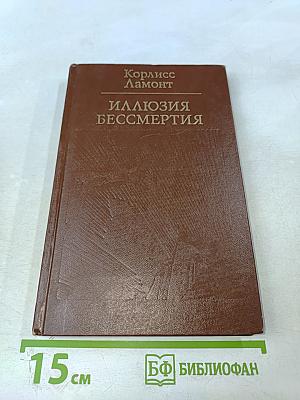 Корлисс
Ламонт
ИЛЛЮЗИЯ
БЕССМЕРТИЯ
15 см
БФ БИБЛИОФАН